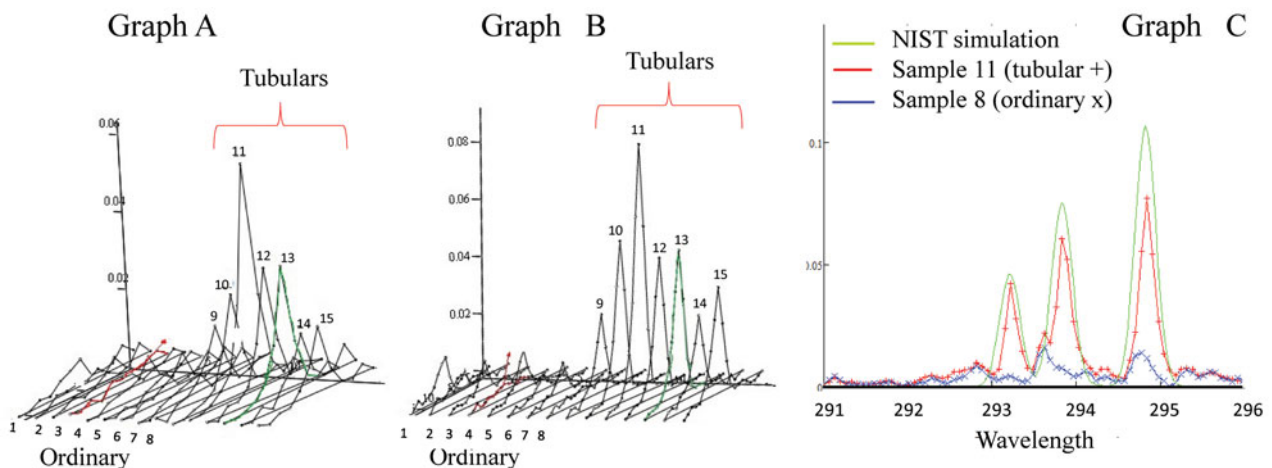 Graph A
Tubulars
0.06
0.04
0.02
11
10
12
13
9
14
15
1 2 3 4 5 6 7 8
Ordinary
Graph B
Tubulars
0.08
0.06
0.04
0.02
11
10
12
13
9
14
15
10
1 2 3 4 5 6 7 8
Ordinary
Graph C
NIST simulation
Sample 11 (tubular +)
Sample 8 (ordinary x)
0.1
0.05
0
291 292 293 294 295 296
Wavelength